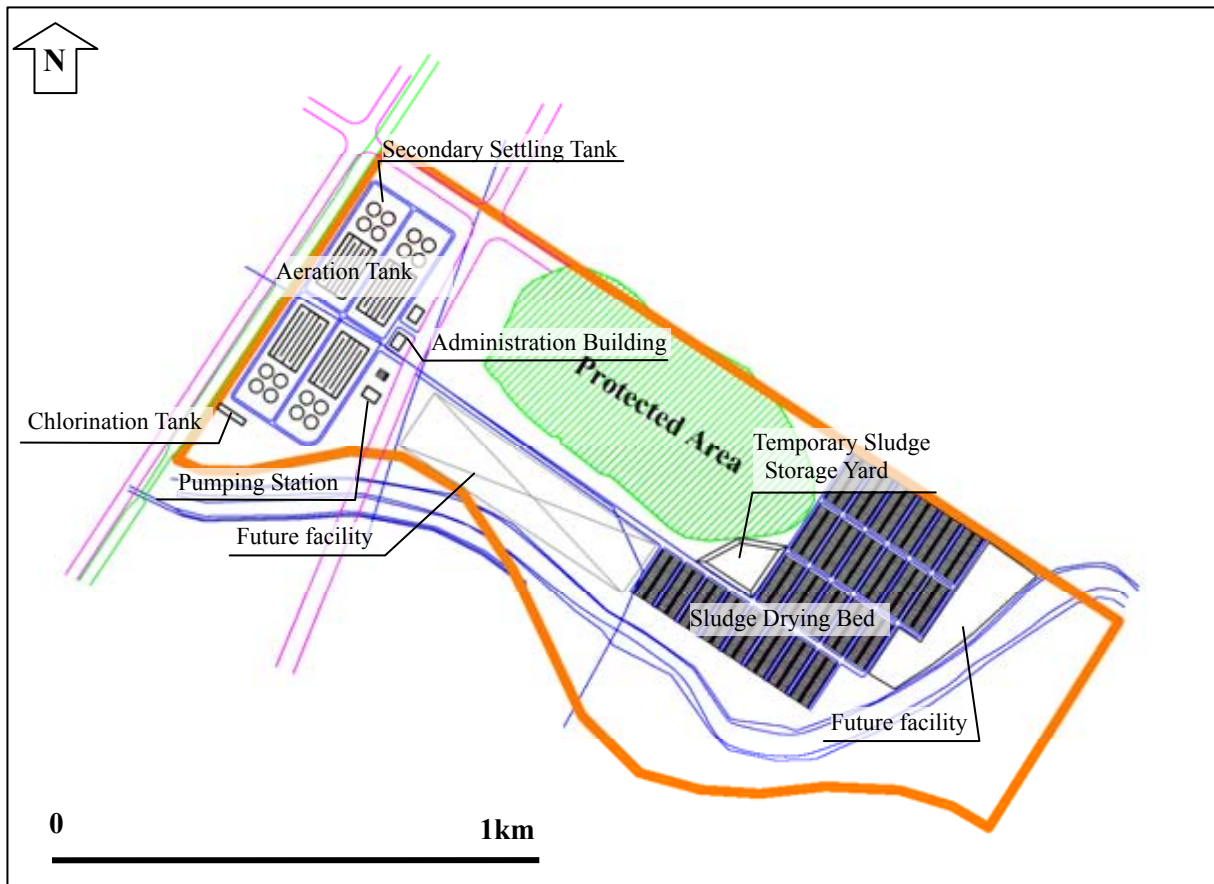 N
Secondary Settling Tank
Aeration Tank
Administration Building
Protected Area
Chlorination Tank
Temporary Sludge
Storage Yard
Pumping Station
Future facility
Sludge Drying Bed
Future facility
0
1km